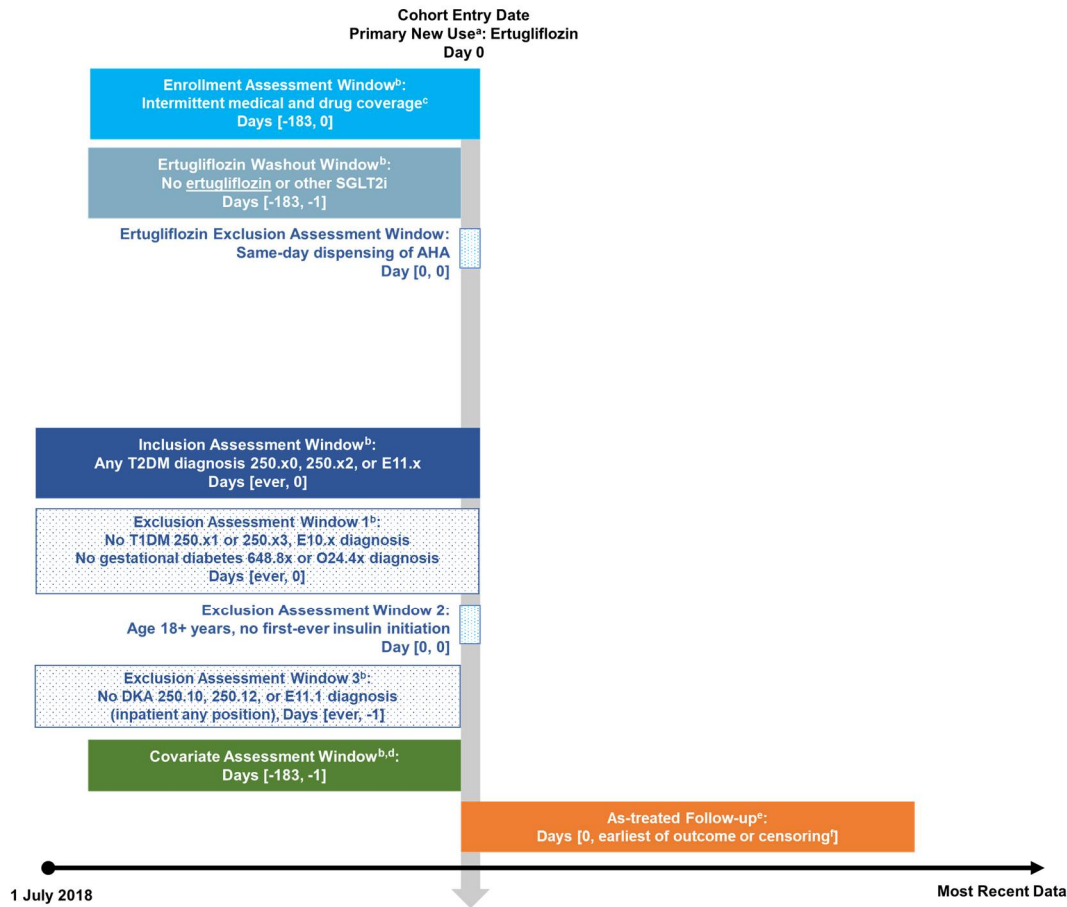 Cohort Entry Date
Primary New Useᵃ: Ertugliflozin
Day 0
Enrollment Assessment Windowᵇ:
Intermittent medical and drug coverageᶜ
Days [-183, 0]
Ertugliflozin Washout Windowᵇ:
No ertugliflozin or other SGLT2i
Days [-183, -1]
Ertugliflozin Exclusion Assessment Window:
Same-day dispensing of AHA
Day [0, 0]
Inclusion Assessment Windowᵇ:
Any T2DM diagnosis 250.x0, 250.x2, or E11.x
Days [ever, 0]
Exclusion Assessment Window 1ᵇ:
No T1DM 250.x1 or 250.x3, E10.x diagnosis
No gestational diabetes 648.8x or O24.4x diagnosis
Days [ever, 0]
Exclusion Assessment Window 2:
Age 18+ years, no first-ever insulin initiation
Day [0, 0]
Exclusion Assessment Window 3ᵇ:
No DKA 250.10, 250.12, or E11.1 diagnosis
(inpatient any position), Days [ever, -1]
Covariate Assessment Windowᵇ,ᵈ:
Days [-183, -1]
As-treated Follow-upᵉ:
Days [0, earliest of outcome or censoringᶠ]
1 July 2018
Most Recent Data